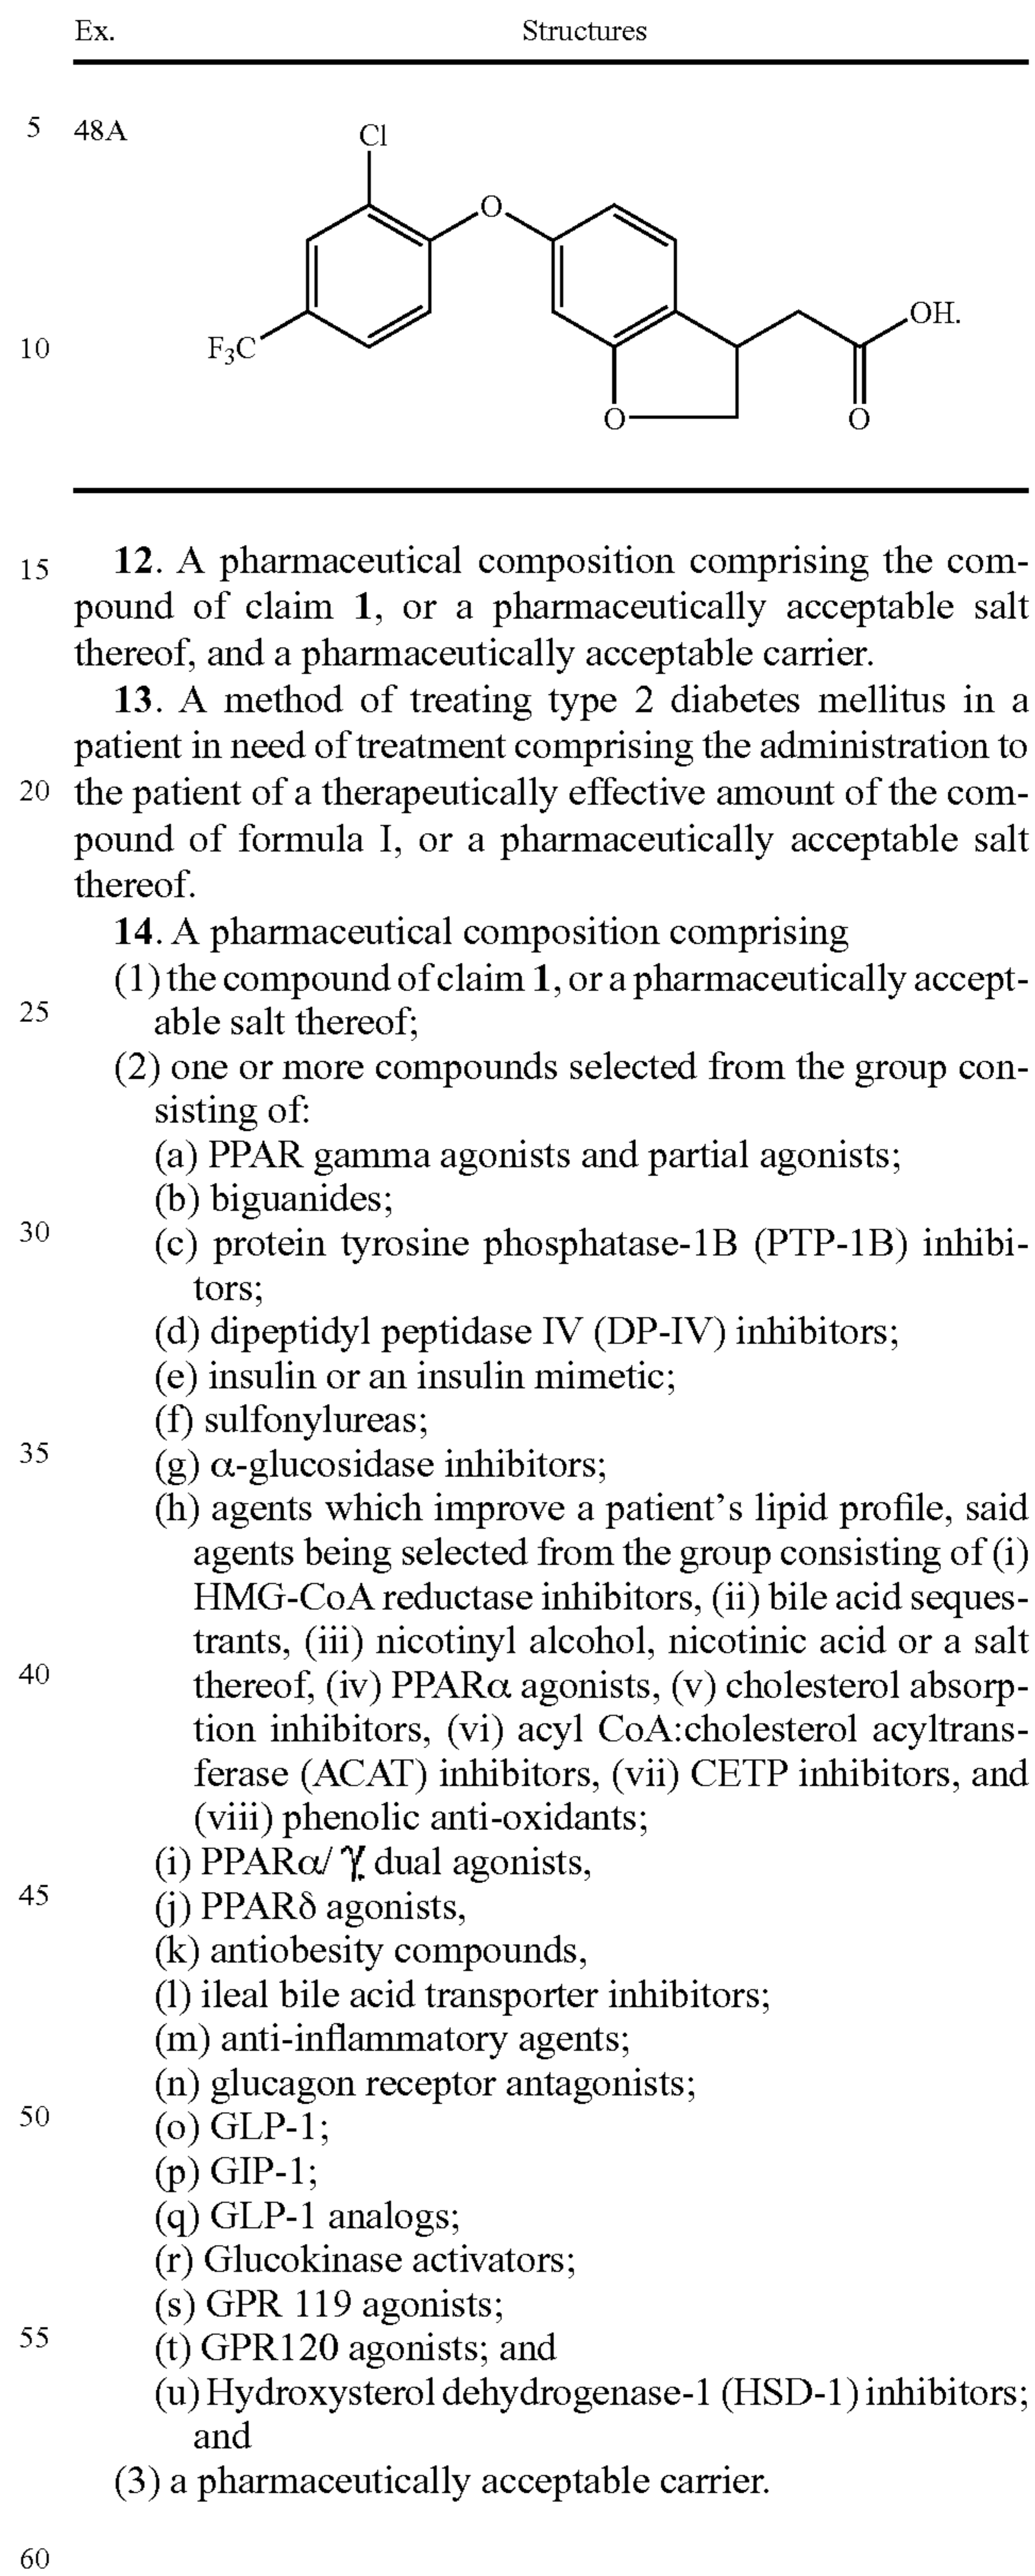 Ex. Structures
5 48A
Cl
O
OH.
10 F3C
O O
15 12. A pharmaceutical composition comprising the com-
pound of claim 1, or a pharmaceutically acceptable salt
thereof, and a pharmaceutically acceptable carrier.
13. A method of treating type 2 diabetes mellitus in a
patient in need of treatment comprising the administration to
20 the patient of a therapeutically effective amount of the com-
pound of formula I, or a pharmaceutically acceptable salt
thereof.
14. A pharmaceutical composition comprising
(1) the compound of claim 1, or a pharmaceutically accept-
25 able salt thereof;
(2) one or more compounds selected from the group con-
sisting of:
(a) PPAR gamma agonists and partial agonists;
(b) biguanides;
30 (c) protein tyrosine phosphatase-1B (PTP-1B) inhibi-
tors;
(d) dipeptidyl peptidase IV (DP-IV) inhibitors;
(e) insulin or an insulin mimetic;
(f) sulfonylureas;
35 (g) α-glucosidase inhibitors;
(h) agents which improve a patient's lipid profile, said
agents being selected from the group consisting of (i)
HMG-CoA reductase inhibitors, (ii) bile acid seques-
trants, (iii) nicotinyl alcohol, nicotinic acid or a salt
40 thereof, (iv) PPARα agonists, (v) cholesterol absorp-
tion inhibitors, (vi) acyl CoA:cholesterol acyltrans-
ferase (ACAT) inhibitors, (vii) CETP inhibitors, and
(viii) phenolic anti-oxidants;
(i) PPARα/γ dual agonists,
45 (j) PPARδ agonists,
(k) antiobesity compounds,
(l) ileal bile acid transporter inhibitors;
(m) anti-inflammatory agents;
(n) glucagon receptor antagonists;
50 (o) GLP-1;
(p) GIP-1;
(q) GLP-1 analogs;
(r) Glucokinase activators;
(s) GPR 119 agonists;
55 (t) GPR120 agonists; and
(u) Hydroxysterol dehydrogenase-1 (HSD-1) inhibitors;
and
(3) a pharmaceutically acceptable carrier.
60